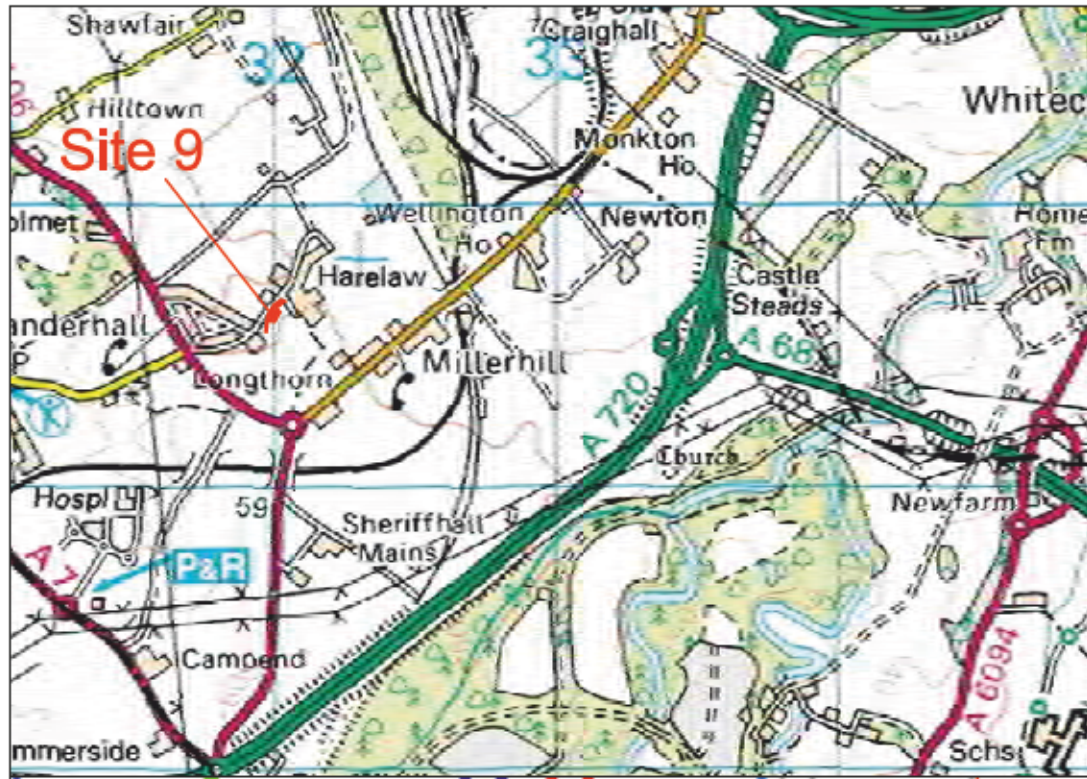 Shawfair
32
33
Craighall
Hilltown
Whitec
Site 9
Monkton
Ho
olmet
Wellington
Ho
Newton
Home
Fm
Harelaw
Castle
Steads
anderhall
P
A 68
Longthorn
Millerhill
A 720
Church
Hospl
59
Newfarm
Sheriffhall
Mains
A 7
P&R
Campend
A 6094
mmerside
Schs